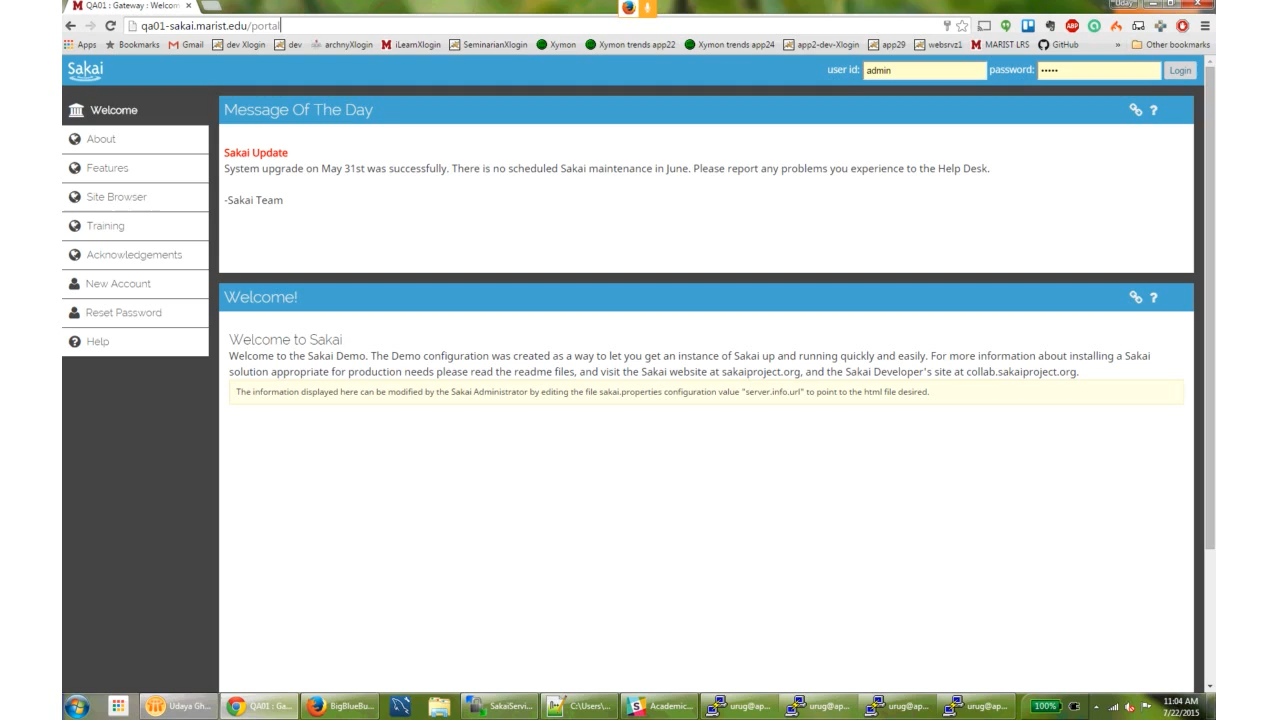 QA01 : Gateway : Welcom
Uday
qa01-sakai.marist.edu/portal
ABP
Apps Bookmarks Gmail dev Xlogin dev archnyXlogin iLearnXlogin SeminarianXlogin Xymon Xymon trends app22 Xymon trends app24 app2-dev-Xlogin app29 websrvz1 MARIST LRS GitHub » Other bookmarks
Sakai
user id: admin password: ••••• Login
Welcome
About
Features
Site Browser
Training
Acknowledgements
New Account
Reset Password
Help
Message Of The Day
Sakai Update
System upgrade on May 31st was successfully. There is no scheduled Sakai maintenance in June. Please report any problems you experience to the Help Desk.
-Sakai Team
Welcome!
Welcome to Sakai
Welcome to the Sakai Demo. The Demo configuration was created as a way to let you get an instance of Sakai up and running quickly and easily. For more information about installing a Sakai
solution appropriate for production needs please read the readme files, and visit the Sakai website at sakaiproject.org, and the Sakai Developer's site at collab.sakaiproject.org.
The information displayed here can be modified by the Sakai Administrator by editing the file sakai.properties configuration value "server.info.url" to point to the html file desired.
Udaya Gh... QA01 : Ga... BigBlueBu... SakaiServi... C:\Users\... Academic... urug@ap... urug@ap... urug@ap... urug@ap... 100% 11:04 AM
7/22/2015